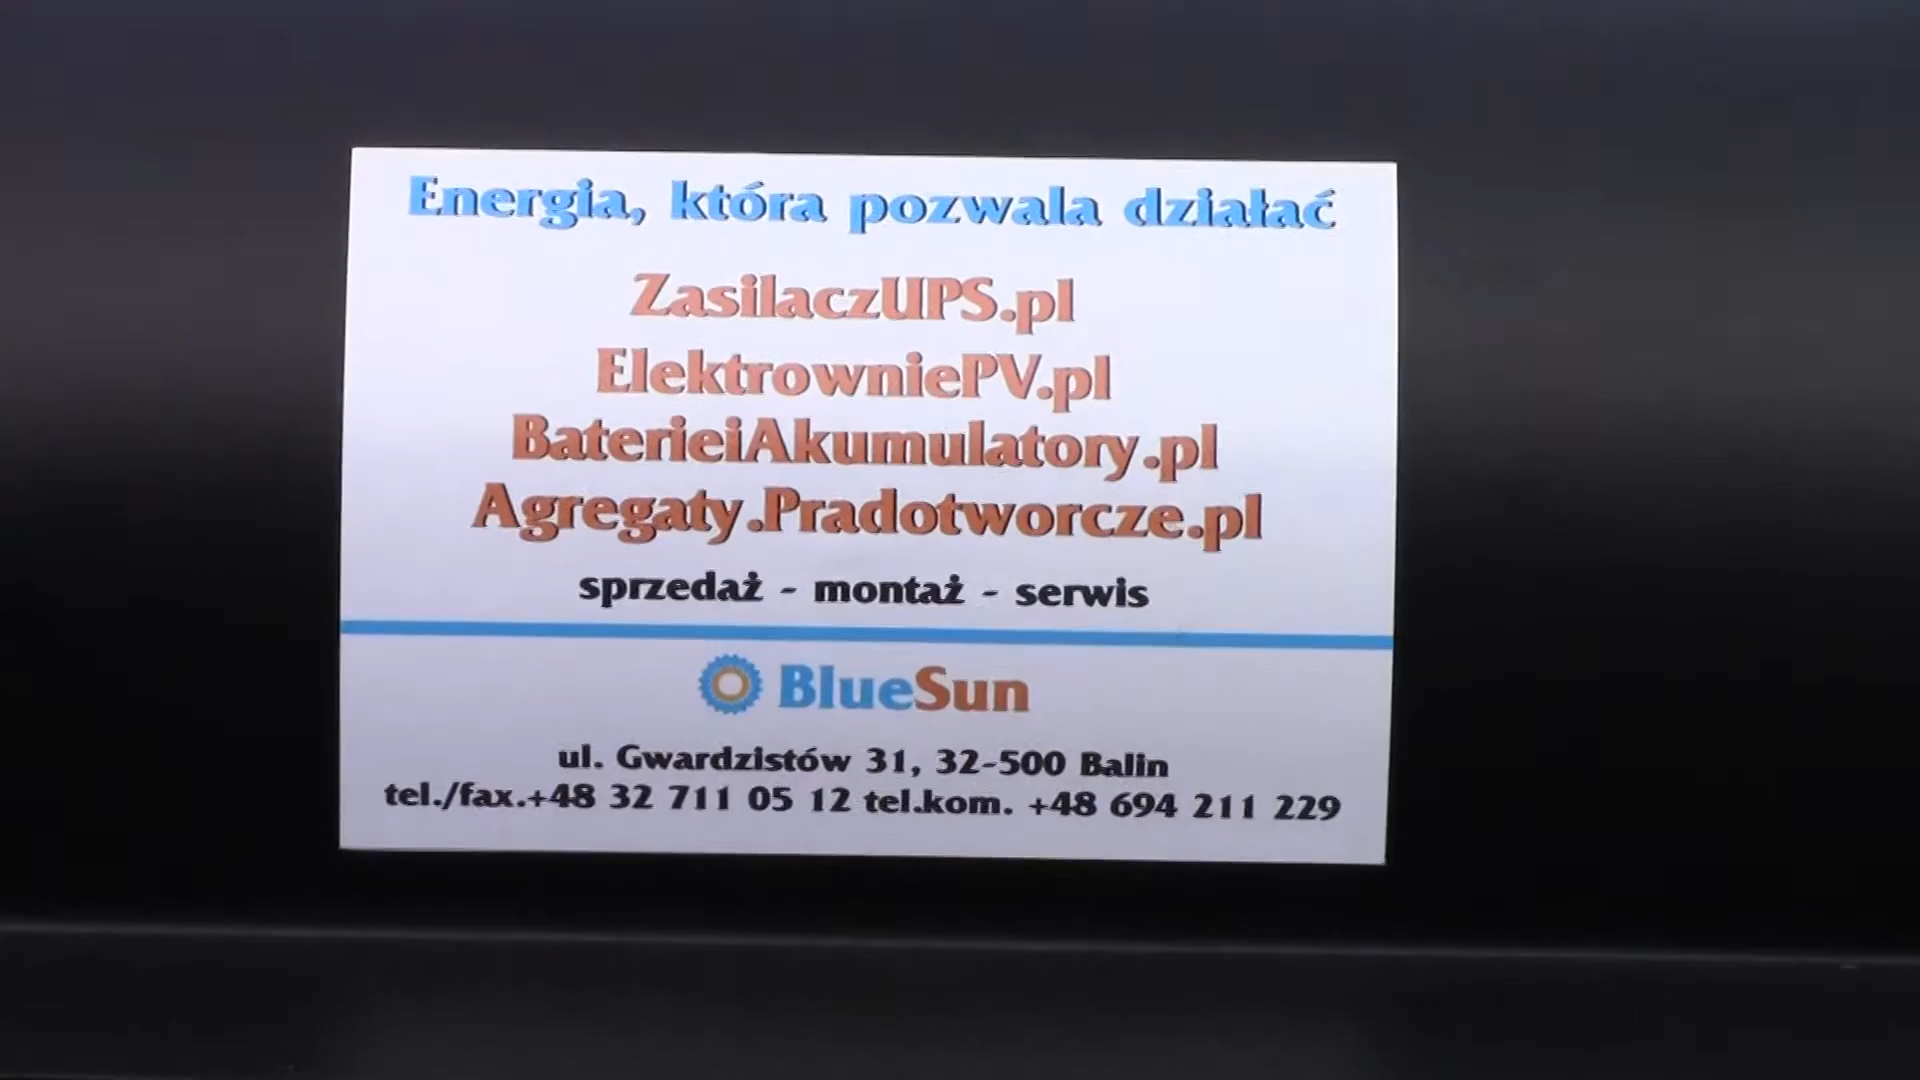 Energia, która pozwala działać
ZasilaczUPS.pl
ElektrowniePV.pl
BaterieiAkumulatory.pl
Agregaty.Pradotworcze.pl
sprzedaż - montaż - serwis
BlueSun
ul. Gwardzistów 31, 32-500 Balin
tel./fax.+48 32 711 05 12 tel.kom. +48 694 211 229